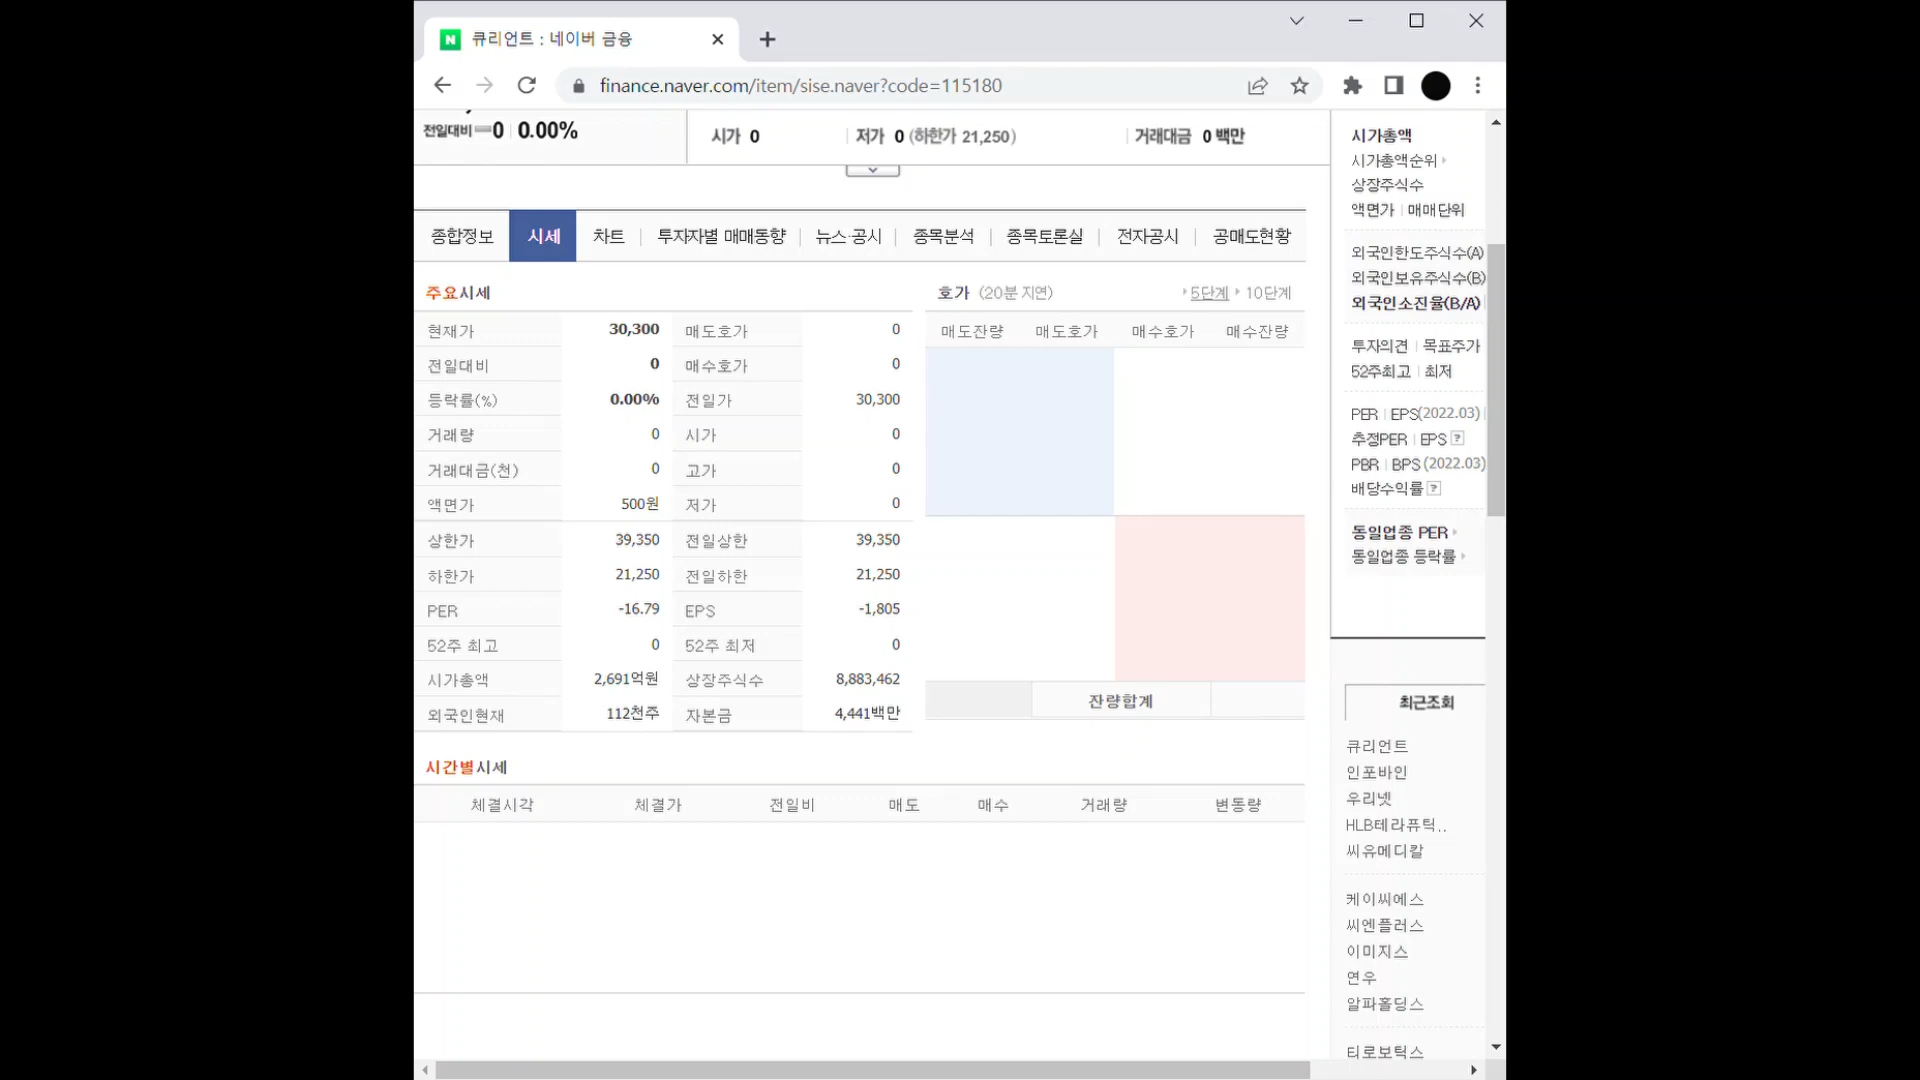 큐리언트 : 네이버 금융
finance.naver.com/item/sise.naver?code=115180
전일대비 0 0.00%
시가 0 저가 0 (하한가 21,250) 거래대금 0 백만
종합정보 시세 차트 투자자별 매매동향 뉴스·공시 종목분석 종목토론실 전자공시 공매도현황
주요시세
현재가 30,300 매도호가 0
전일대비 0 매수호가 0
등락률(%) 0.00% 전일가 30,300
거래량 0 시가 0
거래대금(천) 0 고가 0
액면가 500원 저가 0
상한가 39,350 전일상한 39,350
하한가 21,250 전일하한 21,250
PER -16.79 EPS -1,805
52주 최고 0 52주 최저 0
시가총액 2,691억원 상장주식수 8,883,462
외국인현재 112천주 자본금 4,441백만
호가 (20분 지연) 5단계 10단계
매도잔량 매도호가 매수호가 매수잔량
잔량합계
시간별시세
체결시각 체결가 전일비 매도 매수 거래량 변동량
시가총액
시가총액순위
상장주식수
액면가 | 매매단위
외국인한도주식수(A)
외국인보유주식수(B)
외국인소진율(B/A)
투자의견 | 목표주가
52주최고 | 최저
PER | EPS(2022.03)
추정PER | EPS ?
PBR | BPS (2022.03)
배당수익률 ?
동일업종 PER
동일업종 등락률
최근조회
큐리언트
인포바인
우리넷
HLB테라퓨틱..
씨유메디칼
케이씨에스
씨엔플러스
이미지스
연우
알파홀딩스
티로보틱스